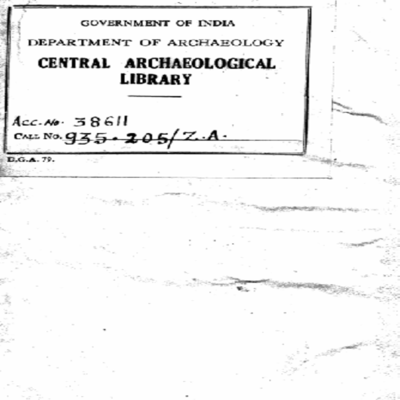 GOVERNMENT OF INDIA
DEPARTMENT OF ARCHAEOLOGY
CENTRAL ARCHAEOLOGICAL
LIBRARY
ACC. No. 38611
CALL No. 935.205/Z.A.
D.G.A. 79.